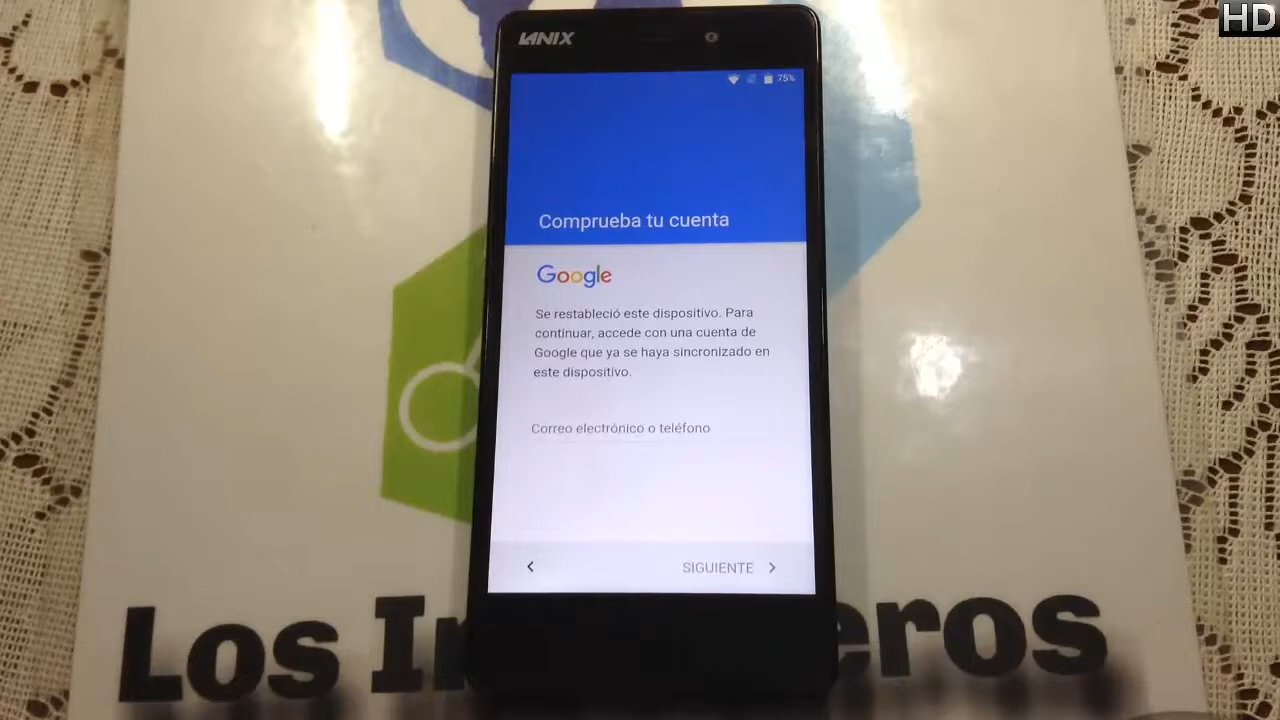 HD
LANIX
75%
Comprueba tu cuenta
Google
Se restableció este dispositivo. Para
continuar, accede con una cuenta de
Google que ya se haya sincronizado en
este dispositivo.
Correo electrónico o teléfono
SIGUIENTE
Los